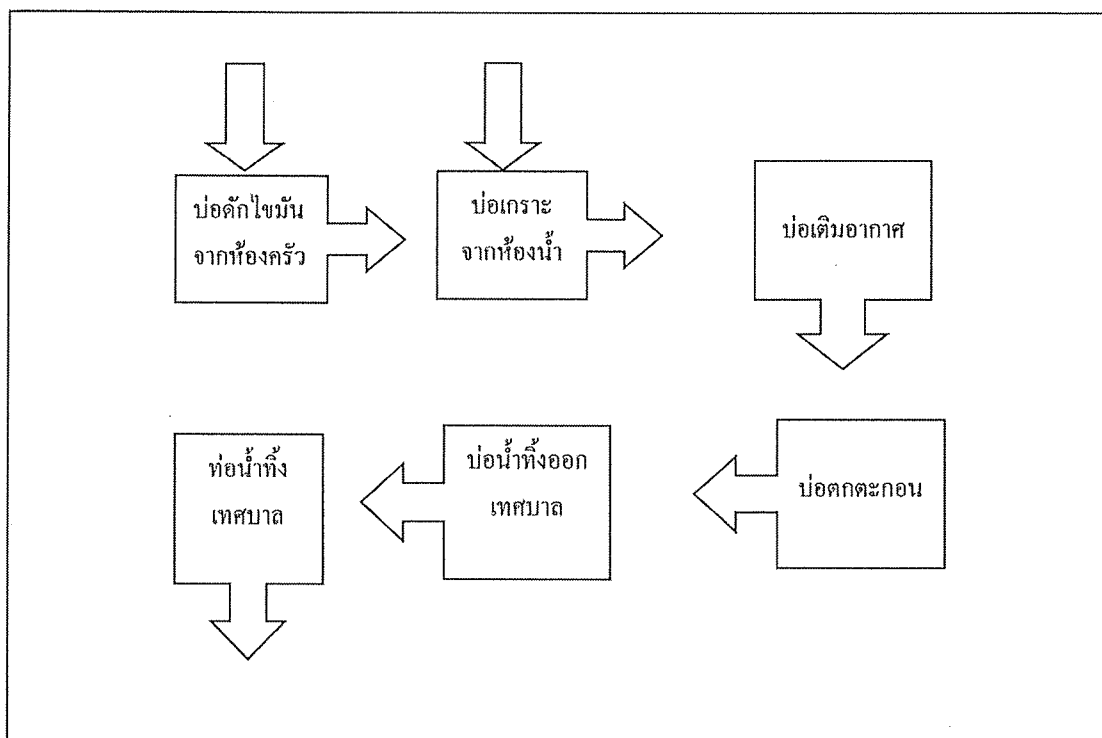 บ่อดักไขมัน
จากห้องครัว
บ่อเกราะ
จากห้องน้ำ
บ่อเติมอากาศ
ท่อน้ำทิ้ง
เทศบาล
บ่อน้ำทิ้งออก
เทศบาล
บ่อตกตะกอน